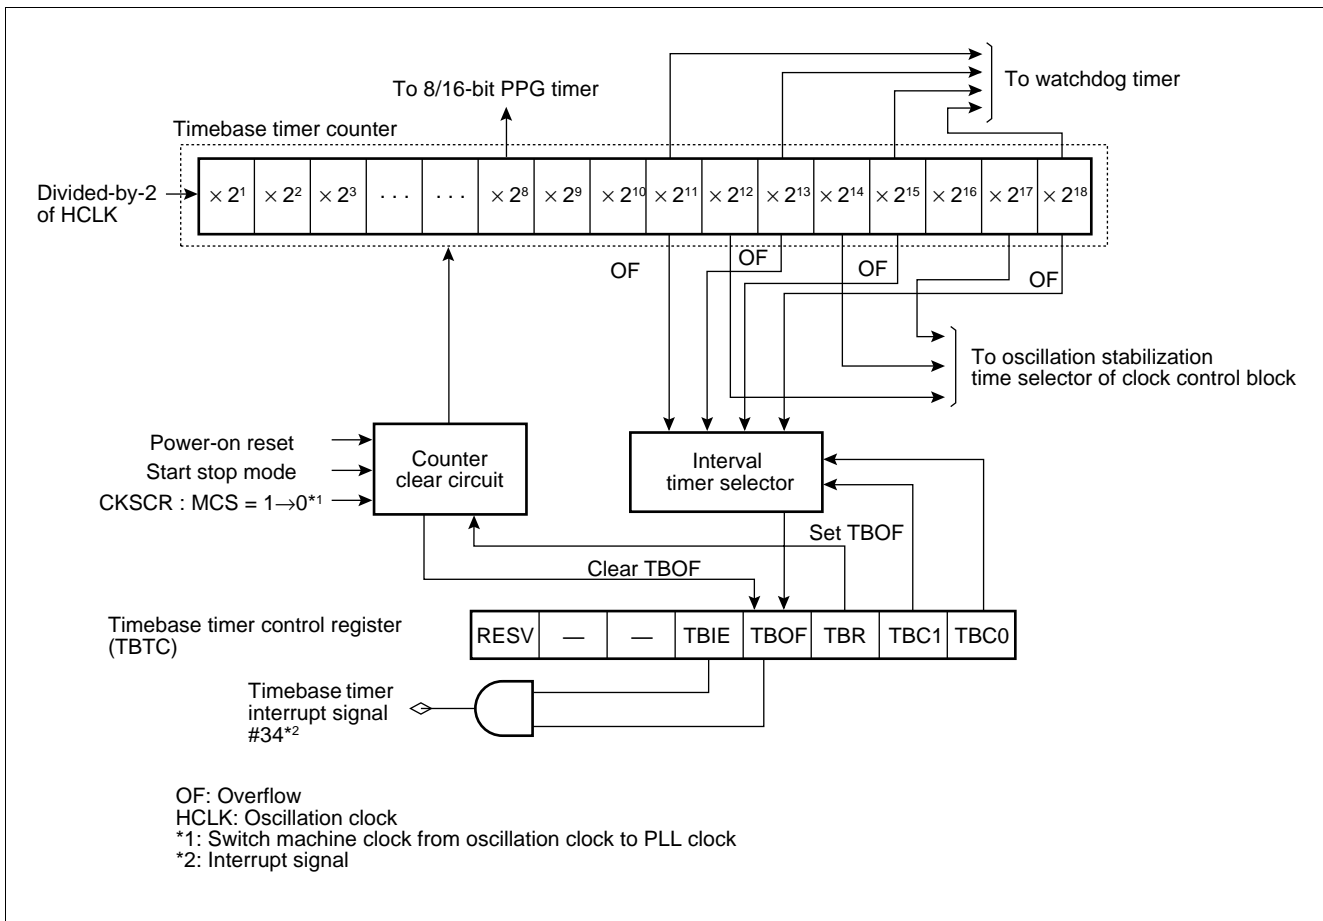 To watchdog timer
To 8/16-bit PPG timer
Timebase timer counter
Divided-by-2
of HCLK
× 2¹ × 2² × 2³ · · · · · · × 2⁸ × 2⁹ × 2¹⁰ × 2¹¹ × 2¹² × 2¹³ × 2¹⁴ × 2¹⁵ × 2¹⁶ × 2¹⁷ × 2¹⁸
OF OF OF OF
To oscillation stabilization
time selector of clock control block
Power-on reset
Start stop mode
CKSCR : MCS = 1→0*¹
Counter
clear circuit
Interval
timer selector
Set TBOF
Clear TBOF
Timebase timer control register
(TBTC)
RESV — — TBIE TBOF TBR TBC1 TBC0
Timebase timer
interrupt signal
#34*²
OF: Overflow
HCLK: Oscillation clock
*1: Switch machine clock from oscillation clock to PLL clock
*2: Interrupt signal